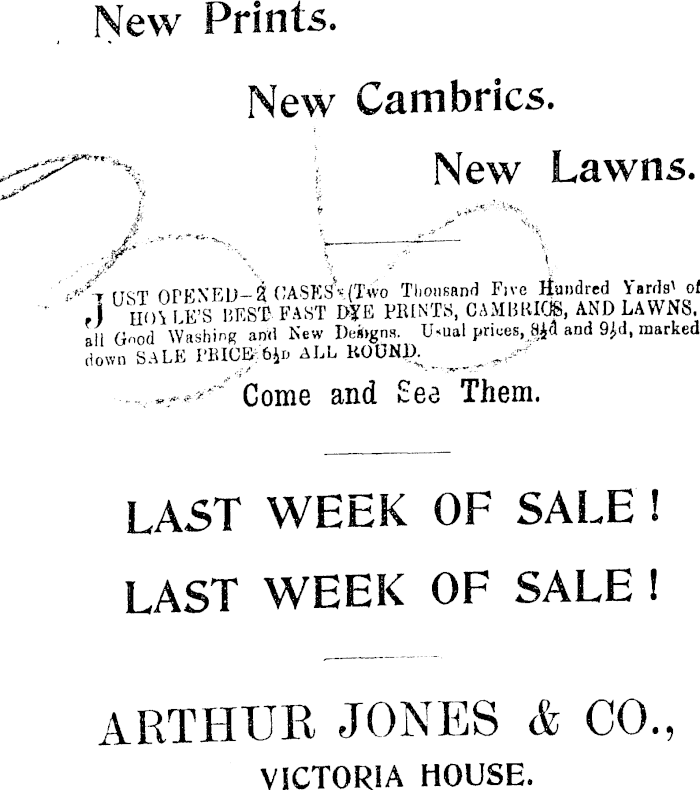 New Prints.
New Cambrics.
New Lawns.
JUST OPENED—2 CASES (Two Thousand Five Hundred Yards) of
HOYLE'S BEST FAST DYE PRINTS, CAMBRICS, AND LAWNS,
all Good Washing and New Designs. Usual prices, 8½d and 9½d, marked
down SALE PRICE 6½D ALL ROUND.
Come and See Them.
LAST WEEK OF SALE!
LAST WEEK OF SALE!
ARTHUR JONES & CO.,
VICTORIA HOUSE.